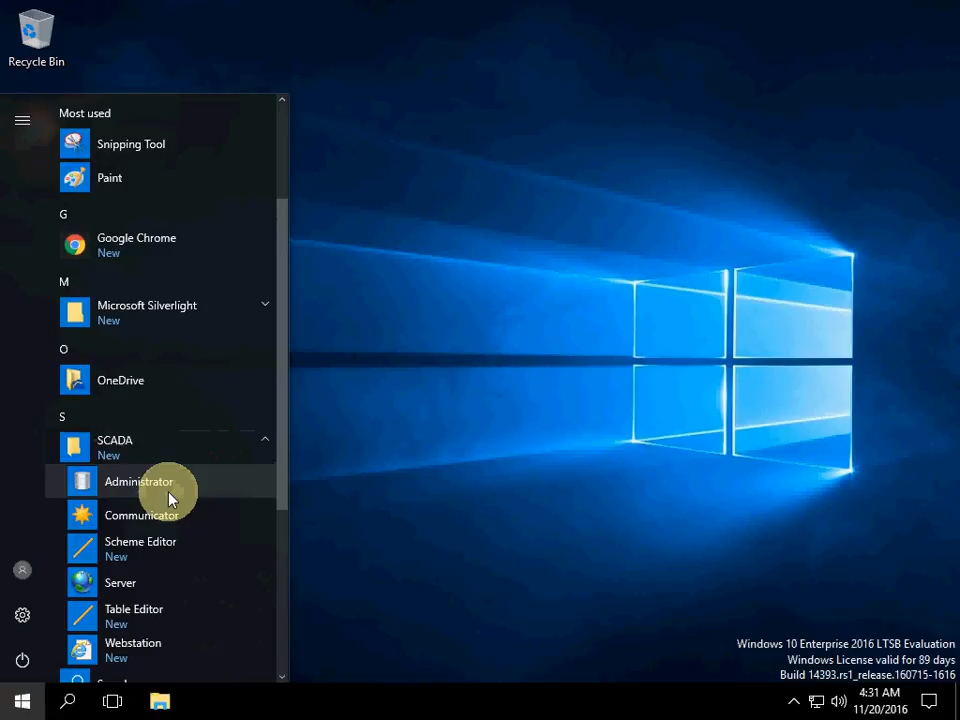 Recycle Bin
Most used
Snipping Tool
Paint
G
Google Chrome
New
M
Microsoft Silverlight
New
O
OneDrive
S
SCADA
New
Administrator
Communicator
Scheme Editor
New
Server
Table Editor
New
Webstation
New
Windows 10 Enterprise 2016 LTSB Evaluation
Windows License valid for 89 days
Build 14393.rs1_release.160715-1616
4:31 AM
11/20/2016